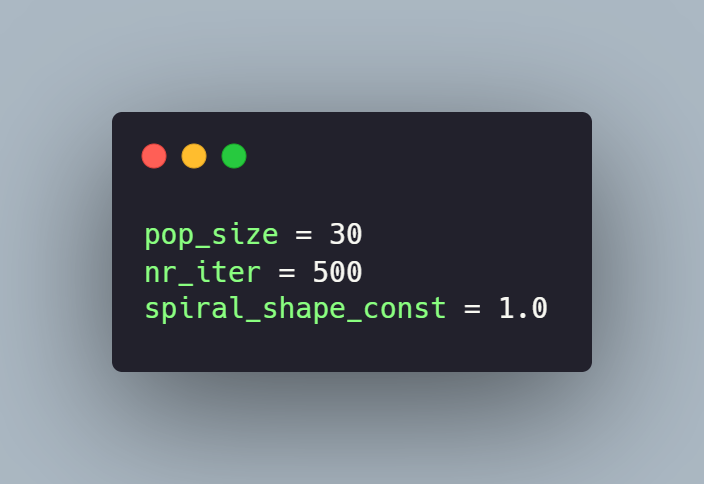 pop_size = 30
nr_iter = 500
spiral_shape_const = 1.0